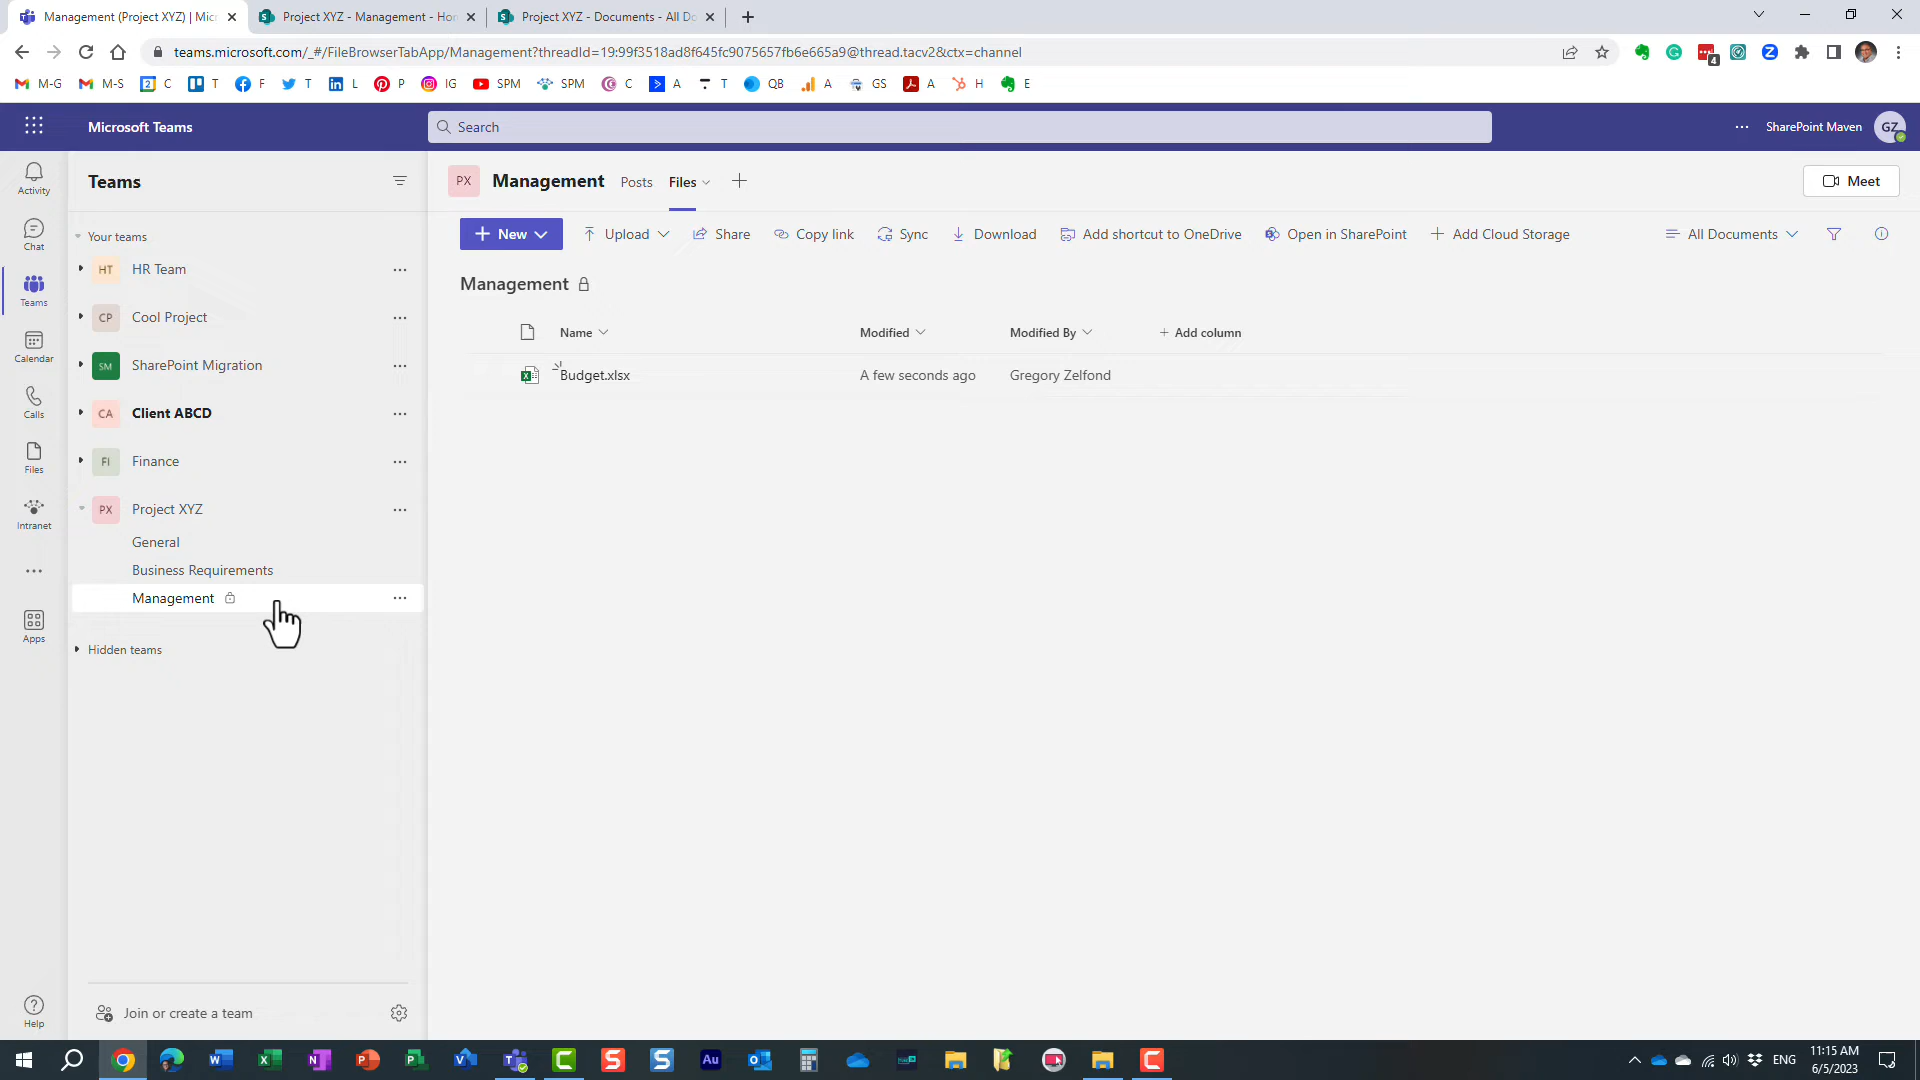 Management (Project XYZ) | Mic
Project XYZ - Management - Hor
Project XYZ - Documents - All Do
teams.microsoft.com/_#/FileBrowserTabApp/Management?threadId=19:99f3518ad8f645fc9075657fb6e665a9@thread.tacv2&ctx=channel
4
M-G M-S C T F T L P IG SPM SPM C A T QB A GS A H E
Microsoft Teams
Search
SharePoint Maven
GZ
Activity
Chat
Teams
Calendar
Calls
Files
Intranet
Apps
Help
Teams
Your teams
HT HR Team
CP Cool Project
SM SharePoint Migration
CA Client ABCD
FI Finance
PX Project XYZ
General
Business Requirements
Management
Hidden teams
Join or create a team
PX Management Posts Files
Meet
New Upload Share Copy link Sync Download Add shortcut to OneDrive Open in SharePoint Add Cloud Storage All Documents
Management
Name Modified Modified By Add column
Budget.xlsx A few seconds ago Gregory Zelfond
ENG
11:15 AM
6/5/2023